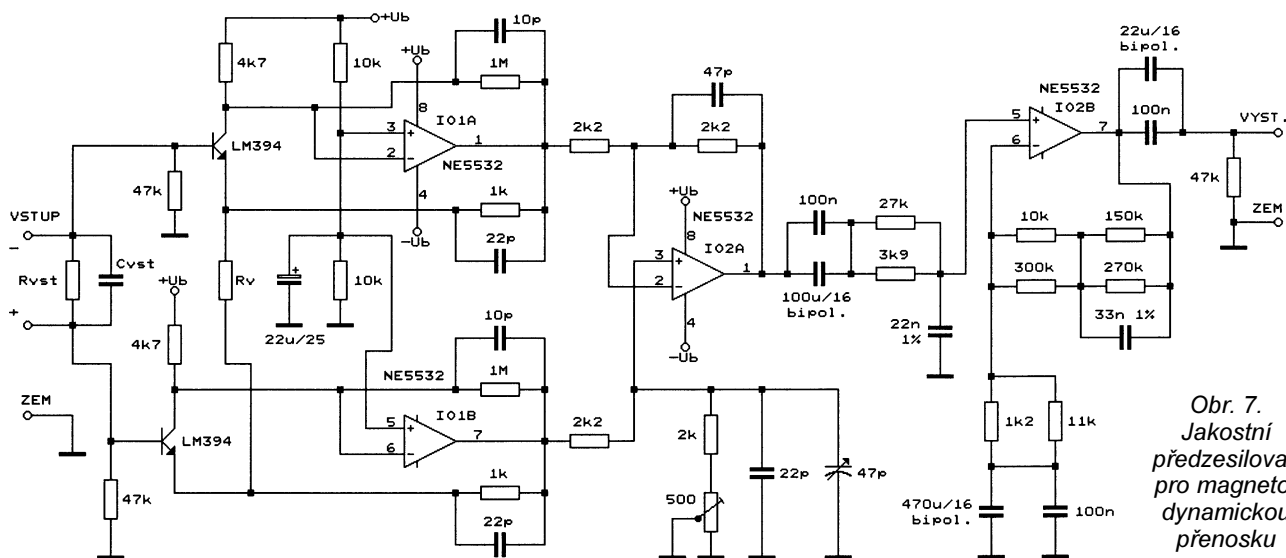 +Ub
10p
4k7
10k
+Ub
1M
8
IO1A
3
+
1
2
-
LM394
NE5532
47k
4
1k
-Ub
22p
VSTUP
-
Rvst
Cvst
+
+Ub
Rv
+
10k
22u/25
4k7
10p
1M
NE5532
ZEM
IO1B
5
+
7
6
-
LM394
1k
47k
22p
2k2
47p
2k2
+Ub
NE5532
8
IO2A
3
+
1
2
-
4
-Ub
2k2
2k
500
22p
47p
100n
27k
3k9
100u/16
bipol.
22n
1%
22u/16
bipol.
NE5532
IO2B
5
+
7
6
-
100n
VÝST.
47k
ZEM
10k
150k
300k
270k
33n 1%
1k2
11k
470u/16
bipol.
100n
Obr. 7.
Jakostní
předzesilova
pro magneto
dynamickou
přenosku